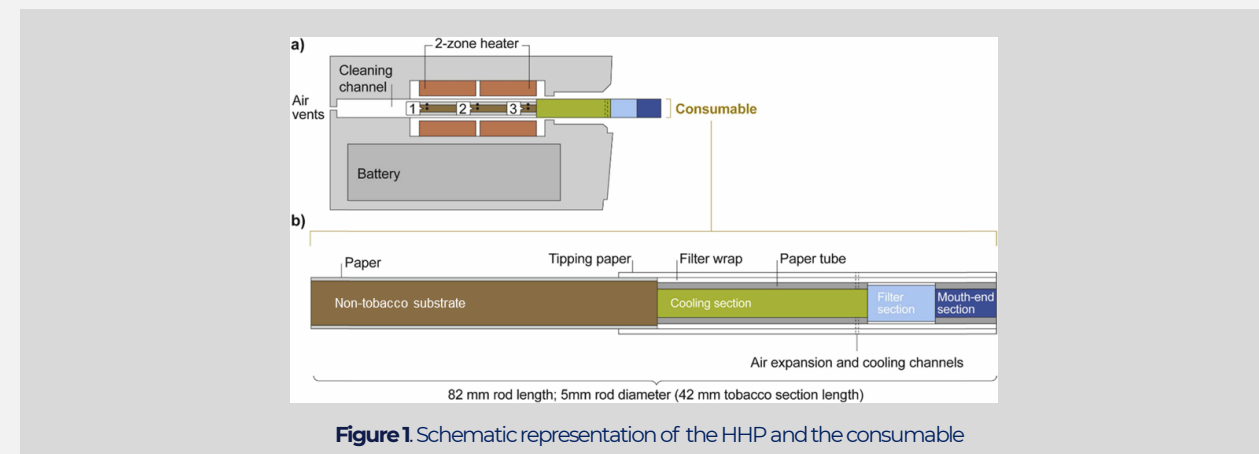 a)
2-zone heater
Cleaning
channel
Air
vents
1
2
3
Consumable
Battery
b)
Paper
Tipping paper
Filter wrap
Paper tube
Non-tobacco substrate
Cooling section
Filter
section
Mouth-end
section
Air expansion and cooling channels
82 mm rod length; 5mm rod diameter (42 mm tobacco section length)
Figure 1. Schematic representation of the HHP and the consumable